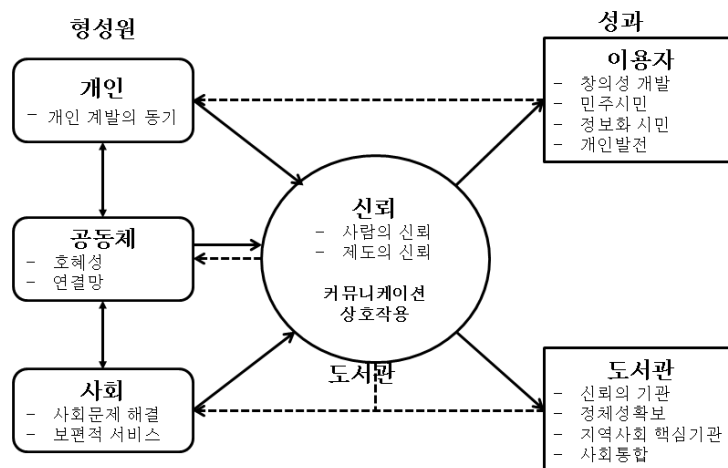 형성원
성과
개인
- 개인 계발의 동기
공동체
- 호혜성
- 연결망
사회
- 사회문제 해결
- 보편적 서비스
신뢰
- 사람의 신뢰
- 제도의 신뢰
커뮤니케이션
상호작용
도서관
이용자
- 창의성 개발
- 민주시민
- 정보화 시민
- 개인발전
도서관
- 신뢰의 기관
- 정체성확보
- 지역사회 핵심기관
- 사회통합